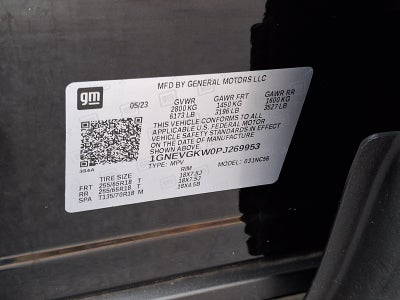 MFD BY GENERAL MOTORS LLC
gm
05/23 GVWR GAWR FRT GAWR RR
2800 KG 1450 KG 1600 KG
6173 LB 3196 LB 3527 LB
THIS VEHICLE CONFORMS TO ALL
APPLICABLE U.S. FEDERAL MOTOR
VEHICLE SAFETY STANDARDS IN EFFECT
ON THE DATE OF MANUFACTURE
SHOWN ABOVE.
1GNEVGKW0PJ269953
TYPE: MPV MODEL: 031NC56
TIRE SIZE RIM
FRT 255/65R18 T 18X7.5J
RR 255/65R18 T 18X7.5J
SPA T135/70R18 M 18X4.5B